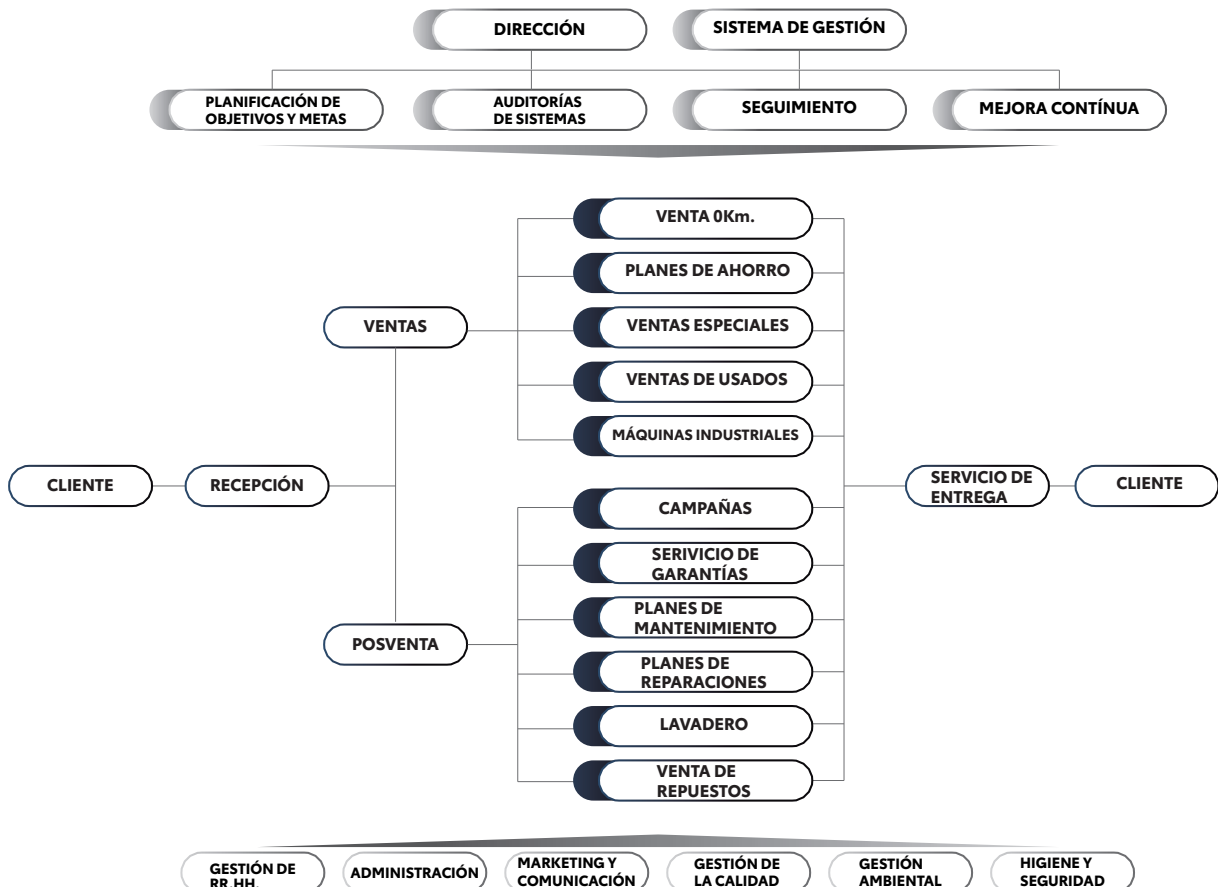 DIRECCIÓN
SISTEMA DE GESTIÓN
PLANIFICACIÓN DE
OBJETIVOS Y METAS
AUDITORÍAS
DE SISTEMAS
SEGUIMIENTO
MEJORA CONTÍNUA
VENTA 0Km.
PLANES DE AHORRO
VENTAS
VENTAS ESPECIALES
VENTAS DE USADOS
MÁQUINAS INDUSTRIALES
CLIENTE
RECEPCIÓN
SERVICIO DE
ENTREGA
CLIENTE
CAMPAÑAS
SERIVICIO DE
GARANTÍAS
PLANES DE
MANTENIMIENTO
POSVENTA
PLANES DE
REPARACIONES
LAVADERO
VENTA DE
REPUESTOS
GESTIÓN DE
RR.HH.
ADMINISTRACIÓN
MARKETING Y
COMUNICACIÓN
GESTIÓN DE
LA CALIDAD
GESTIÓN
AMBIENTAL
HIGIENE Y
SEGURIDAD